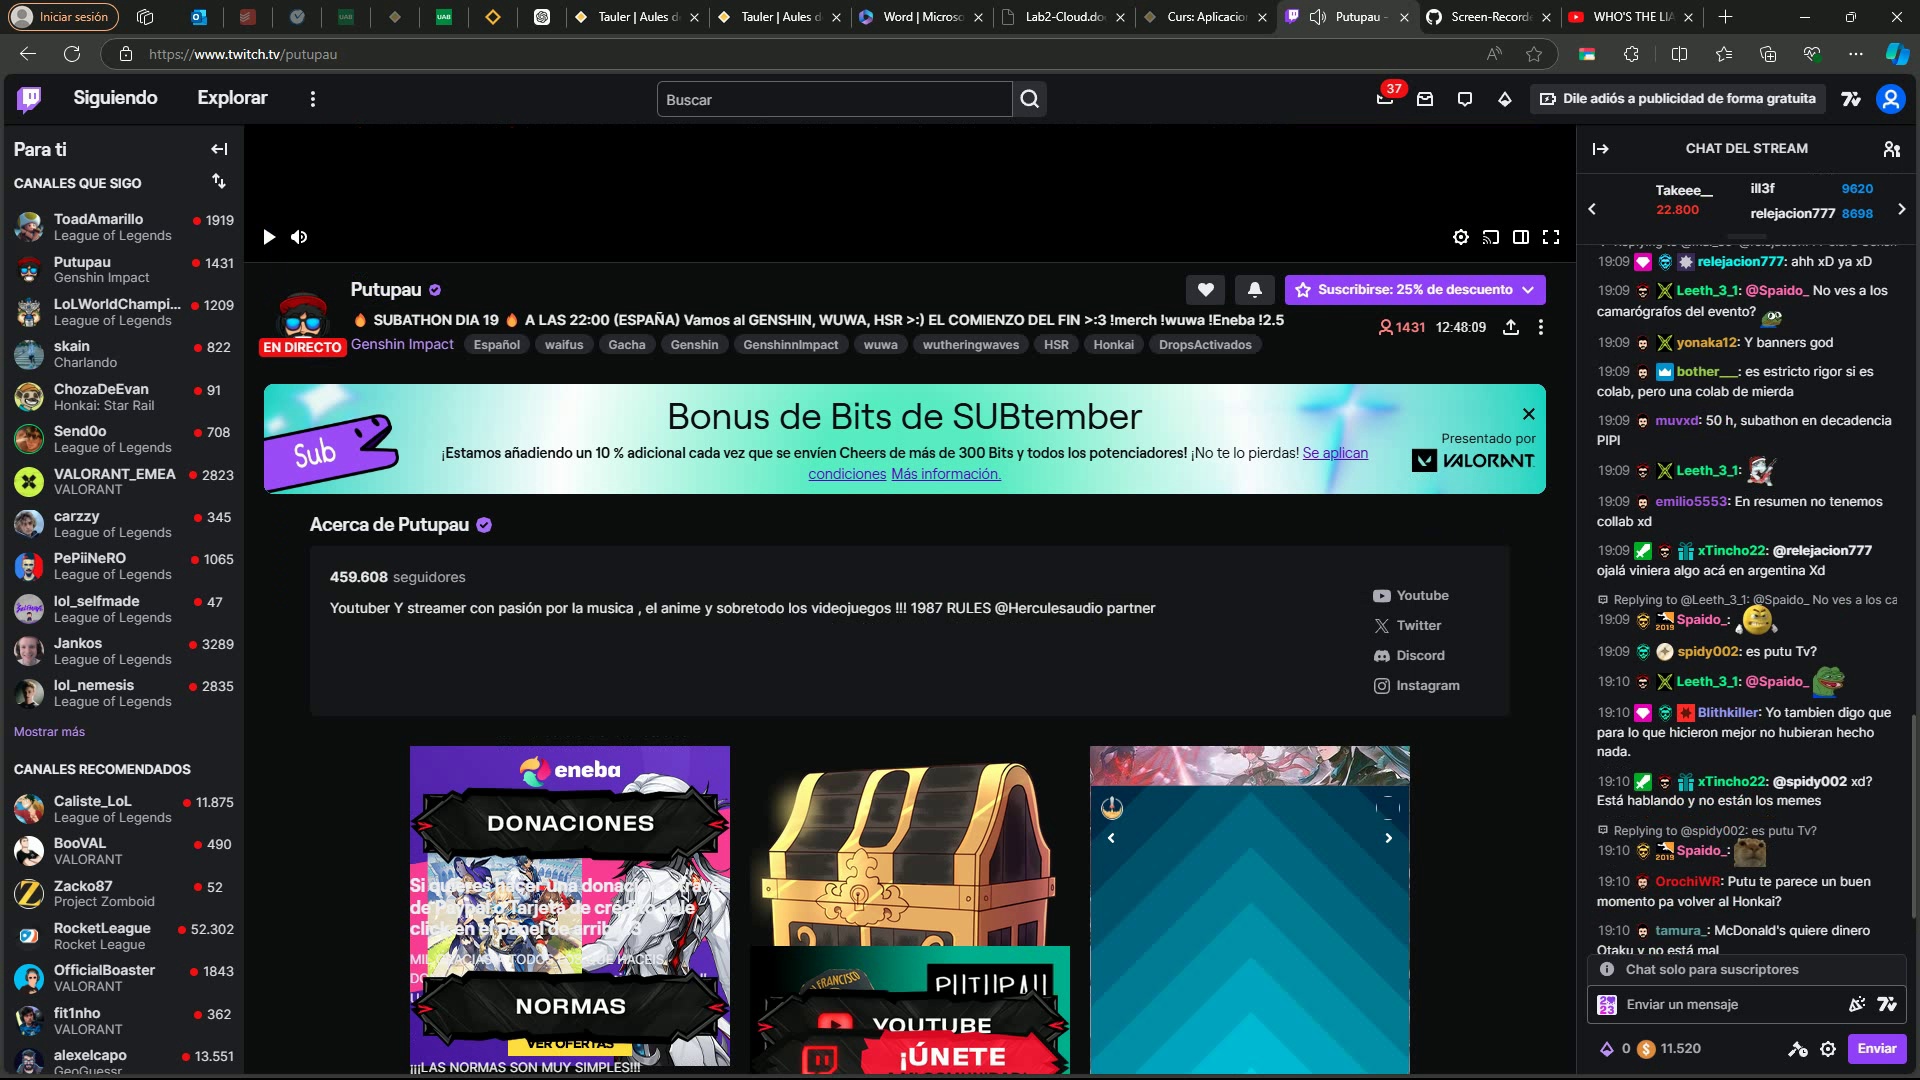 Iniciar sesión
Tauler | Aules de
Tauler | Aules d
Word | Microso
Lab2-Cloud.do
Curs: Aplicacion
Putupau -
Screen-Recorde
WHO'S THE LIA
https://www.twitch.tv/putupau
Siguiendo
Explorar
Buscar
37
Dile adiós a publicidad de forma gratuita
Para ti
CANALES QUE SIGO
ToadAmarillo 1919
League of Legends
Putupau 1431
Genshin Impact
LoLWorldChampi... 1209
League of Legends
skain 822
Charlando
ChozaDeEvan 91
Honkai: Star Rail
Send0o 708
League of Legends
VALORANT_EMEA 2823
VALORANT
carzzy 345
League of Legends
PePiiNeRO 1065
League of Legends
lol_selfmade 47
League of Legends
Jankos 3289
League of Legends
lol_nemesis 2835
League of Legends
Mostrar más
CANALES RECOMENDADOS
Caliste_LoL 11.875
League of Legends
BooVAL 490
VALORANT
Zacko87 52
Project Zomboid
RocketLeague 52.302
Rocket League
OfficialBoaster 1843
VALORANT
fit1nho 362
VALORANT
alexelcapo 13.551
GeoGuessr
EN DIRECTO
Putupau
Suscribirse: 25% de descuento
SUBATHON DIA 19 🔥 A LAS 22:00 (ESPAÑA) Vamos al GENSHIN, WUWA, HSR >:) EL COMIENZO DEL FIN >:3 !merch !wuwa !Eneba !2.5
1431 12:48:09
Genshin Impact Español waifus Gacha Genshin GenshinnImpact wuwa wutheringwaves HSR Honkai DropsActivados
Sub
Bonus de Bits de SUBtember
¡Estamos añadiendo un 10 % adicional cada vez que se envíen Cheers de más de 300 Bits y todos los potenciadores! ¡No te lo pierdas! Se aplican
condiciones Más información.
Presentado por
VALORANT
Acerca de Putupau
459.608 seguidores
Youtuber Y streamer con pasión por la musica , el anime y sobretodo los videojuegos !!! 1987 RULES @Herculesaudio partner
Youtube
Twitter
Discord
Instagram
eneba
DONACIONES
Si quieres hacer una donac
de Paypal o Tarjeta de crédito dale
click en el panel de arrib
NORMAS
VER OFERTAS
¡¡¡LAS NORMAS SON MUY SIMPLES!!!
FRANCISCO
PUTUPAU
YOUTUBE
¡ÚNETE
CHAT DEL STREAM
Takeee__
22.800
ill3f 9620
relejacion777 8698
19:09 relejacion777: ahh xD ya xD
19:09 Leeth_3_1: @Spaido_ No ves a los
camarógrafos del evento?
19:09 yonaka12: Y banners god
19:09 bother___: es estricto rigor si es
colab, pero una colab de mierda
19:09 muvxd: 50 h, subathon en decadencia
PIPI
19:09 Leeth_3_1:
19:09 emilio5553: En resumen no tenemos
collab xd
19:09 xTincho22: @relejacion777
ojalá viniera algo acá en argentina Xd
Replying to @Leeth_3_1: @Spaido_ No ves a los ca
19:09 2019 Spaido_:
19:09 spidy002: es putu Tv?
19:10 Leeth_3_1: @Spaido_
19:10 Blithkiller: Yo tambien digo que
para lo que hicieron mejor no hubieran hecho
nada.
19:10 xTincho22: @spidy002 xd?
Está hablando y no están los memes
Replying to @spidy002: es putu Tv?
19:10 2019 Spaido_:
19:10 OrochiWR: Putu te parece un buen
momento pa volver al Honkai?
19:10 tamura_: McDonald's quiere dinero
Otaku y no está mal
Chat solo para suscriptores
Enviar un mensaje
0 11.520
Enviar